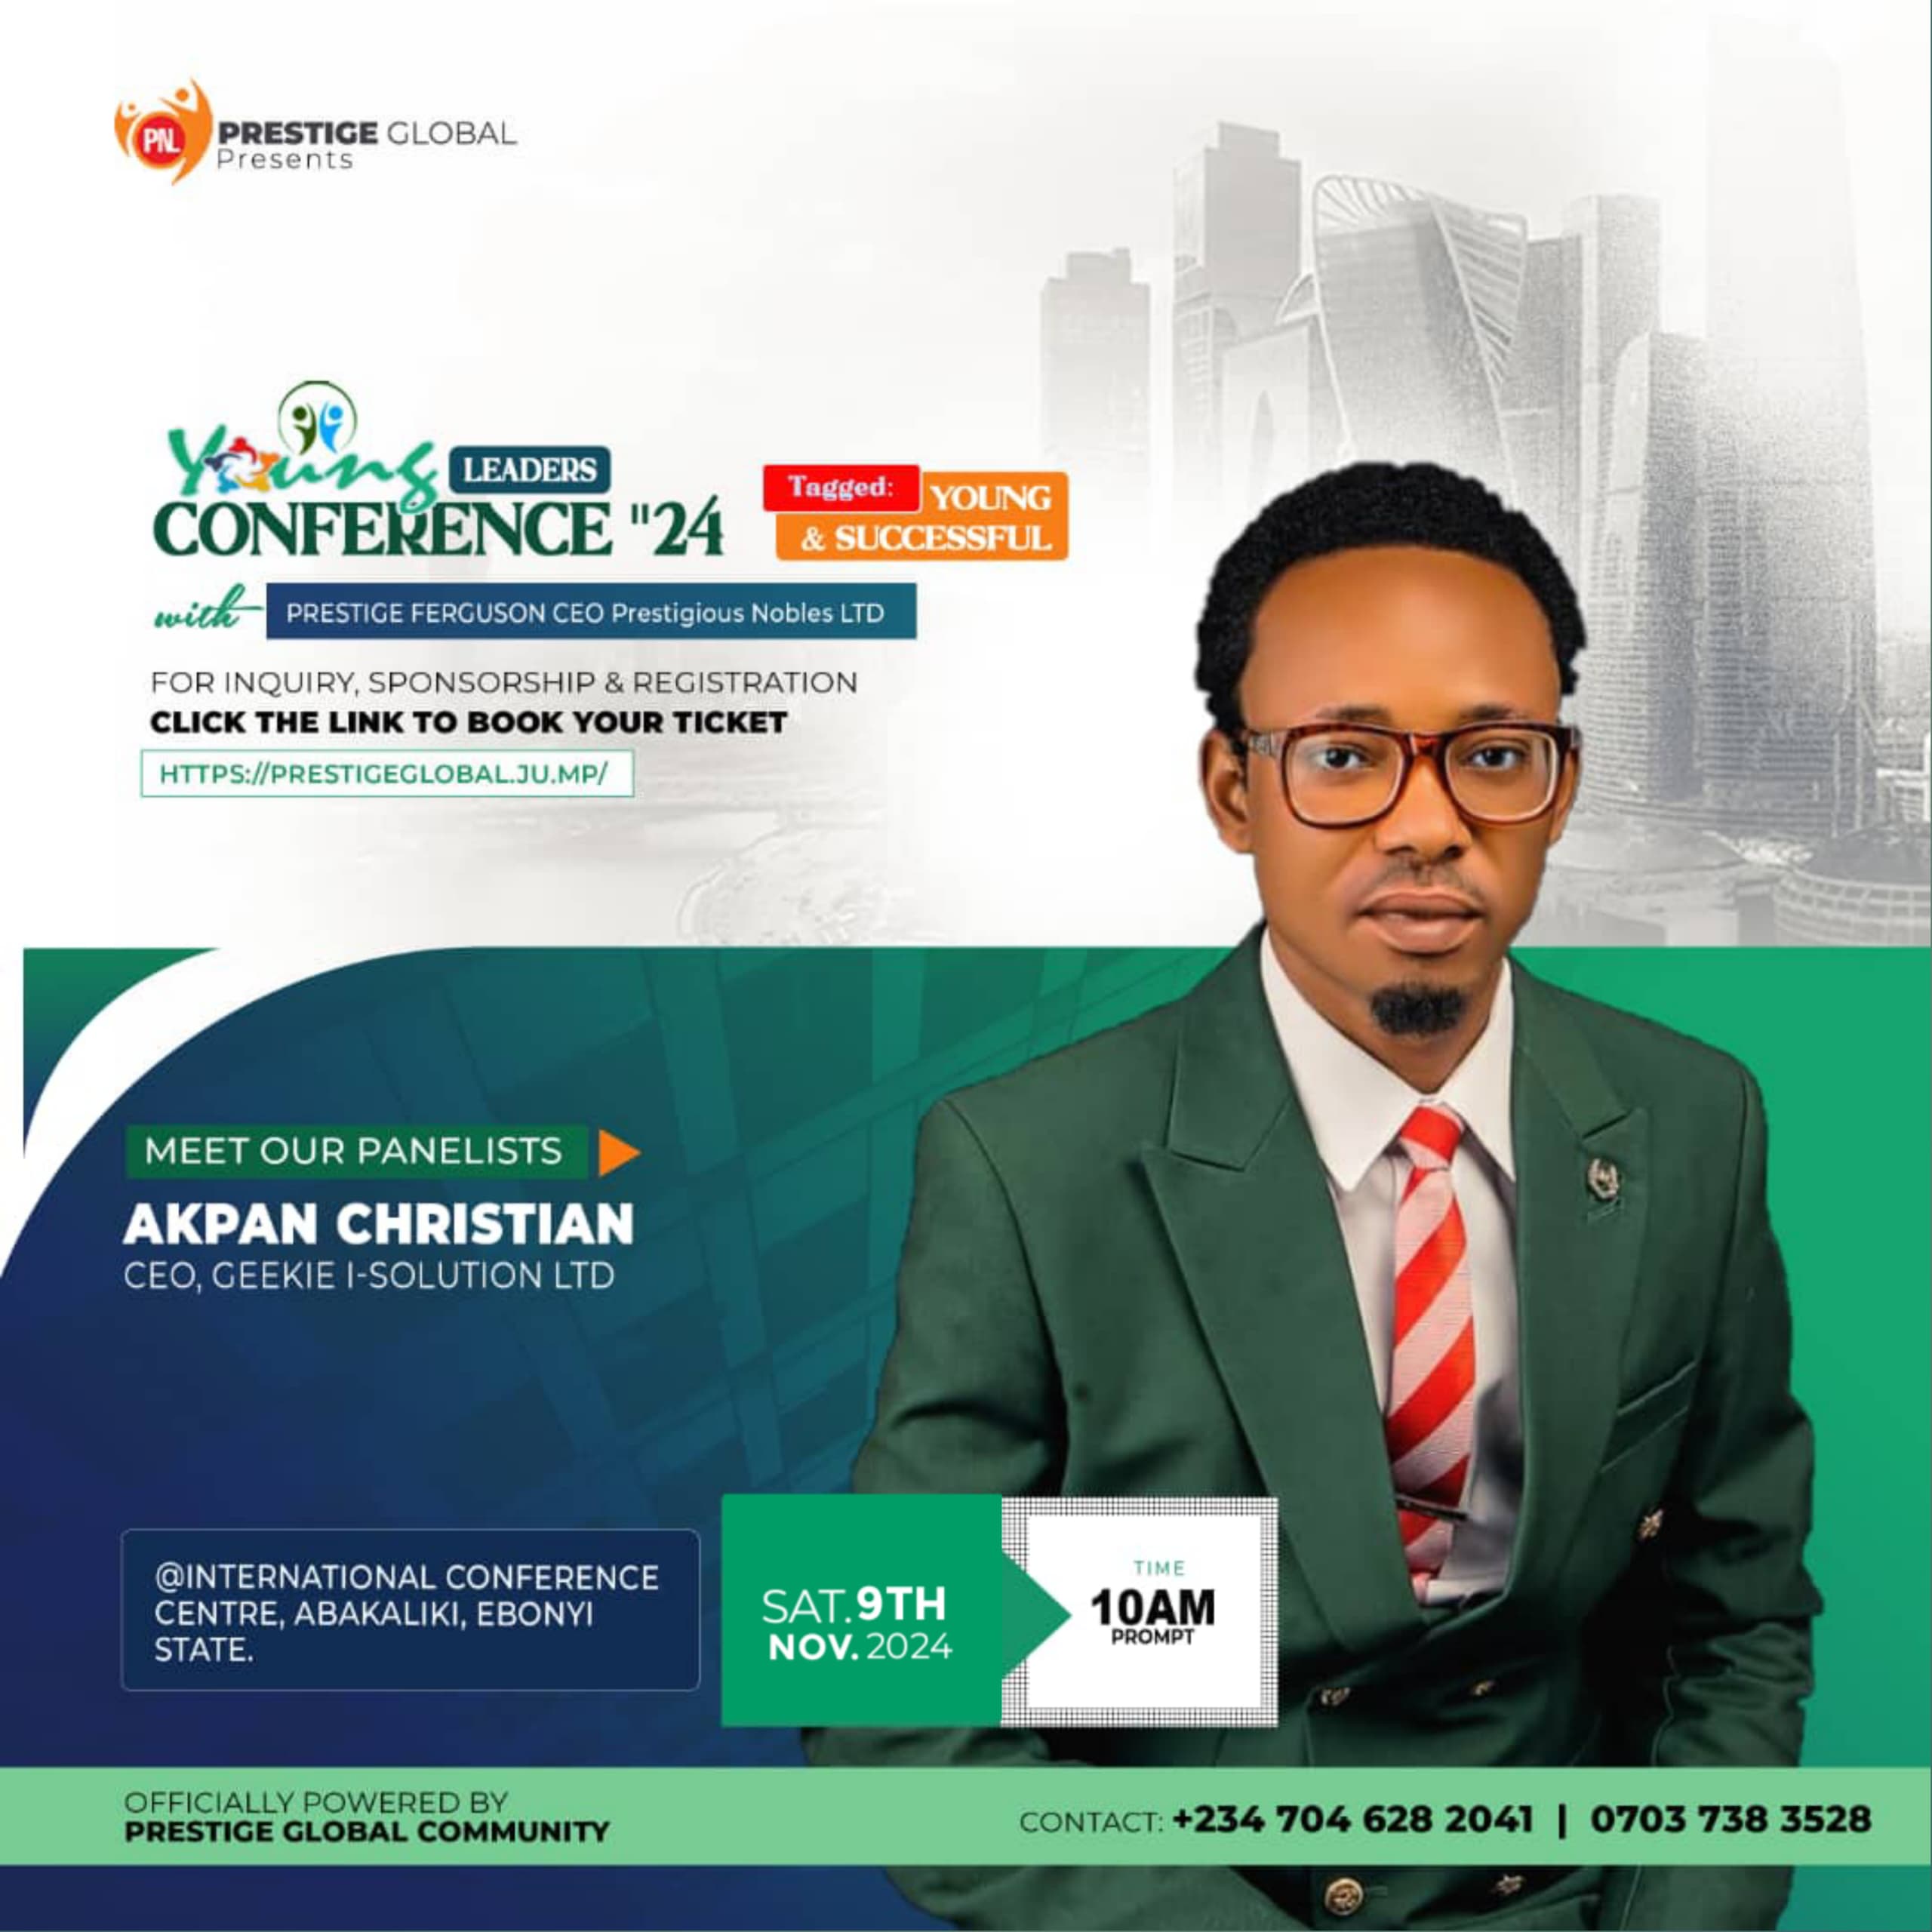 PNL
PRESTIGE GLOBAL
Presents
Young LEADERS
CONFERENCE "24
Tagged: YOUNG
& SUCCESSFUL
with PRESTIGE FERGUSON CEO Prestigious Nobles LTD
FOR INQUIRY, SPONSORSHIP & REGISTRATION
CLICK THE LINK TO BOOK YOUR TICKET
HTTPS://PRESTIGEGLOBAL.JU.MP/
MEET OUR PANELISTS
AKPAN CHRISTIAN
CEO, GEEKIE I-SOLUTION LTD
@INTERNATIONAL CONFERENCE
CENTRE, ABAKALIKI, EBONYI
STATE.
SAT. 9TH
NOV. 2024
TIME
10AM
PROMPT
OFFICIALLY POWERED BY
PRESTIGE GLOBAL COMMUNITY
CONTACT: +234 704 628 2041 | 0703 738 3528